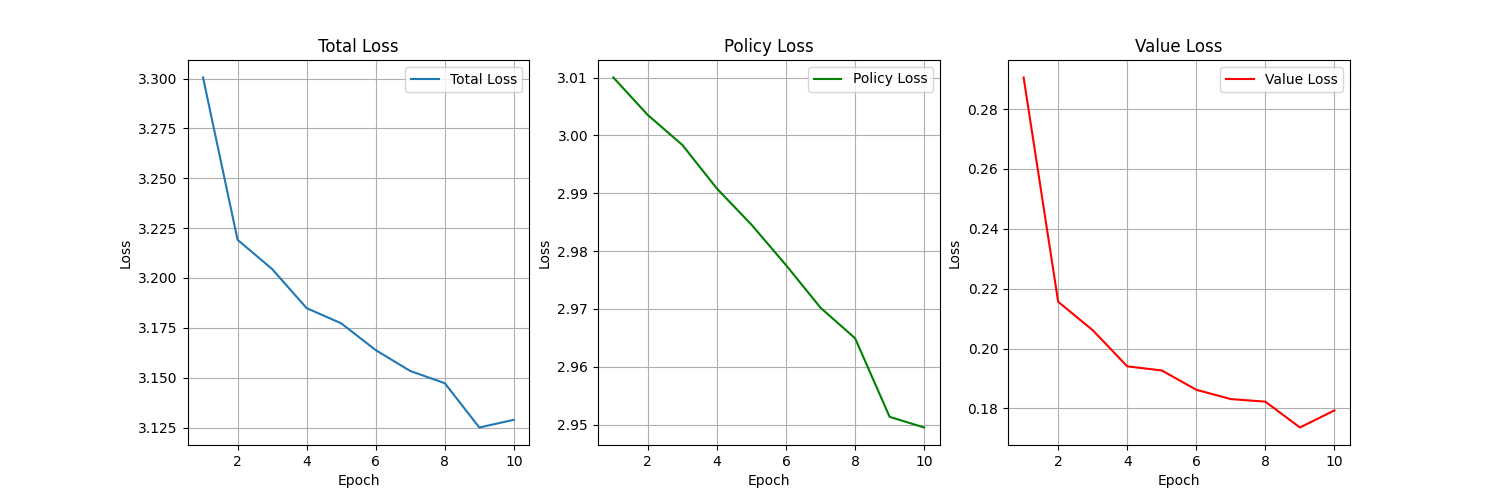 Total Loss
Total Loss
3.300
3.275
3.250
3.225
3.200
3.175
3.150
3.125
Loss
2 4 6 8 10
Epoch
Policy Loss
Policy Loss
3.01
3.00
2.99
2.98
2.97
2.96
2.95
Loss
2 4 6 8 10
Epoch
Value Loss
Value Loss
0.28
0.26
0.24
0.22
0.20
0.18
Loss
2 4 6 8 10
Epoch